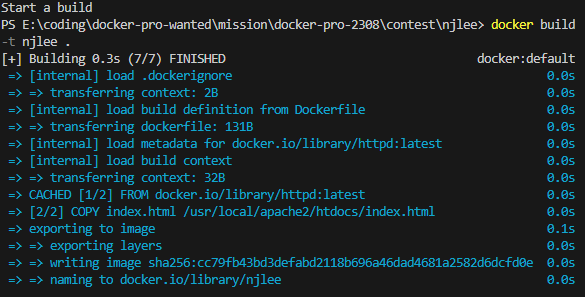 Start a build
PS E:\coding\docker-pro-wanted\mission\docker-pro-2308\contest\njlee> docker build
-t njlee .
[+] Building 0.3s (7/7) FINISHED docker:default
=> [internal] load .dockerignore 0.0s
=> => transferring context: 2B 0.0s
=> [internal] load build definition from Dockerfile 0.0s
=> => transferring dockerfile: 131B 0.0s
=> [internal] load metadata for docker.io/library/httpd:latest 0.0s
=> [internal] load build context 0.0s
=> => transferring context: 32B 0.0s
=> CACHED [1/2] FROM docker.io/library/httpd:latest 0.0s
=> [2/2] COPY index.html /usr/local/apache2/htdocs/index.html 0.0s
=> exporting to image 0.1s
=> => exporting layers 0.0s
=> => writing image sha256:cc79fb43bd3defabd2118b696a46dad4681a2582d6dcfd0e 0.0s
=> => naming to docker.io/library/njlee 0.0s